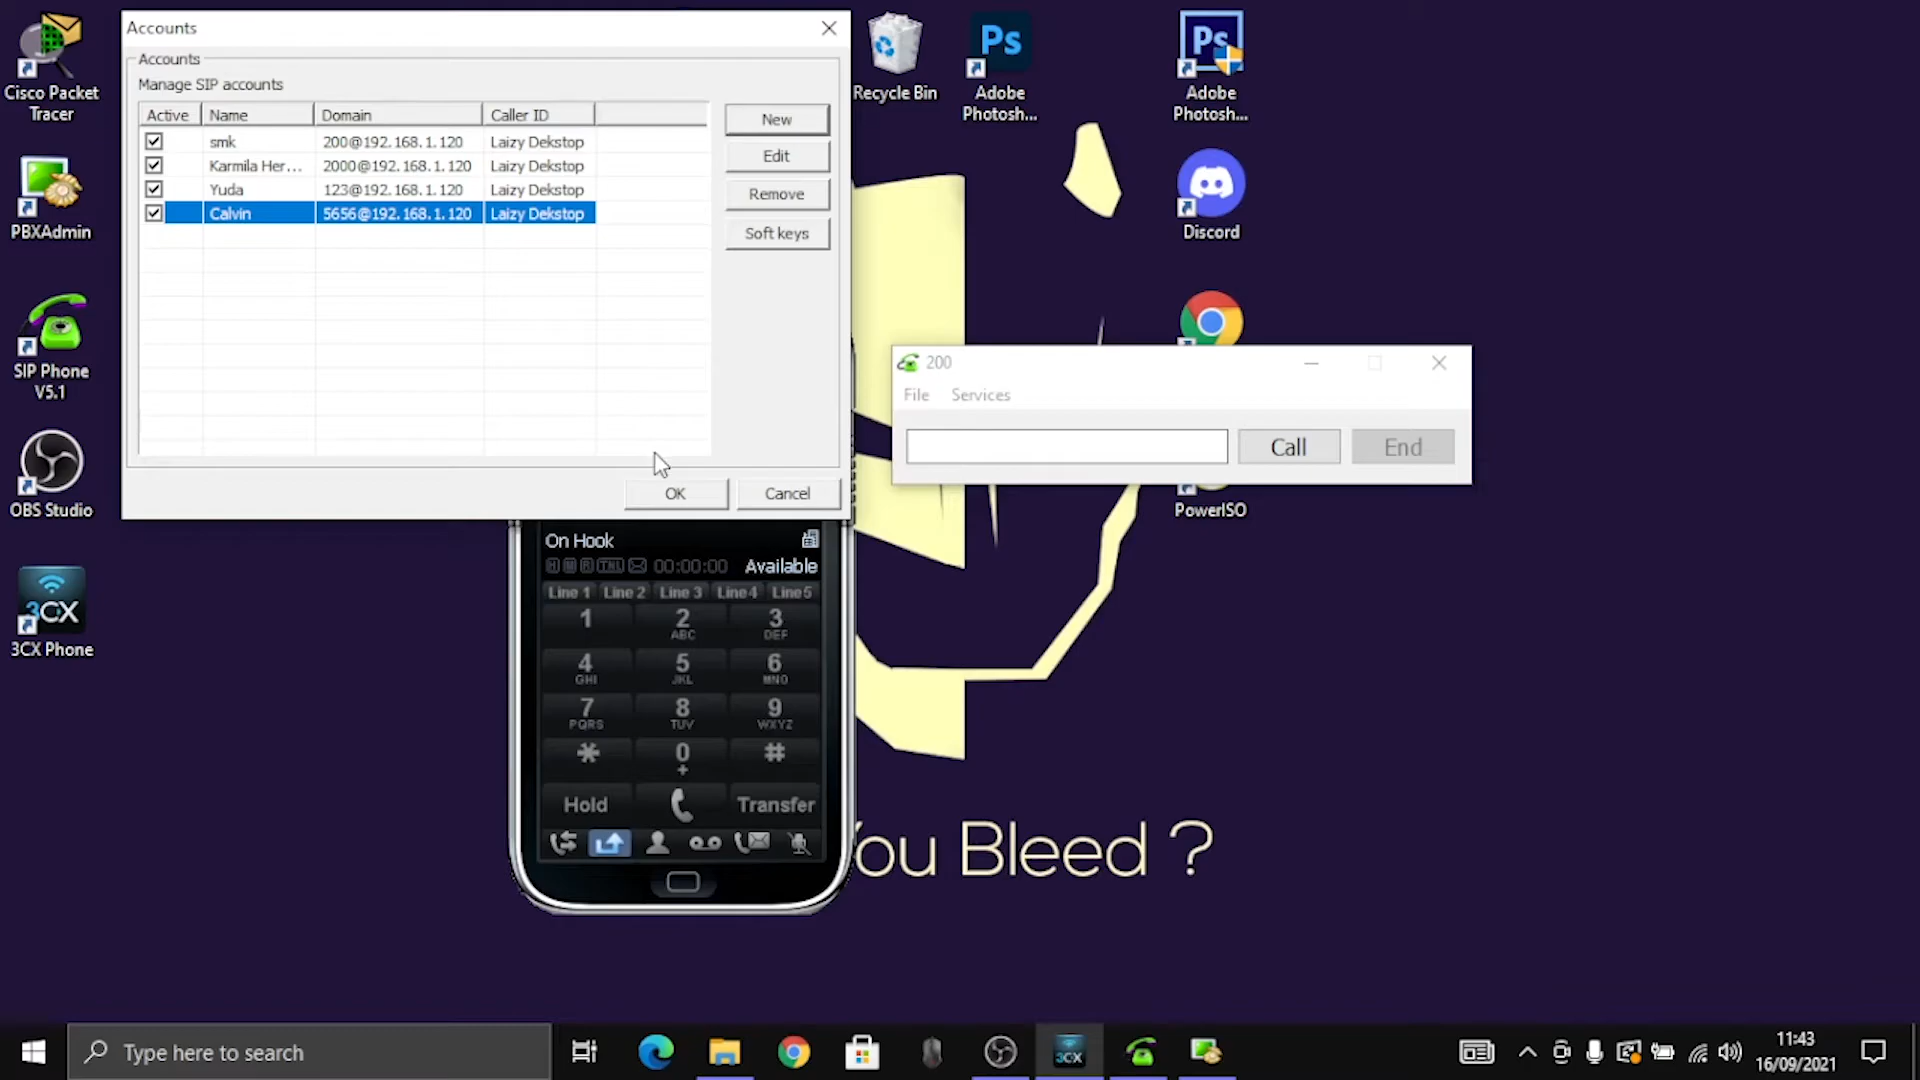 Accounts
Accounts
Manage SIP accounts
Active Name Domain Caller ID
smk 200@192.168.1.120 Laizy Dekstop
Karmila Her... 2000@192.168.1.120 Laizy Dekstop
Yuda 123@192.168.1.120 Laizy Dekstop
Calvin 5656@192.168.1.120 Laizy Dekstop
New
Edit
Remove
Soft keys
OK Cancel
Cisco Packet
Tracer
PBXAdmin
SIP Phone
V5.1
OBS Studio
3CX
3CX Phone
Recycle Bin
Ps
Adobe
Photosh...
Ps
Adobe
Photosh...
Discord
PowerISO
200
File Services
Call End
On Hook
00:00:00 Available
Line 1 Line 2 Line 3 Line 4 Line 5
1 2 3
ABC DEF
4 5 6
GHI JKL MNO
7 8 9
PQRS TUV WXYZ
* 0 #
+
Hold Transfer
You Bleed ?
Type here to search
3CX
11:43
16/09/2021